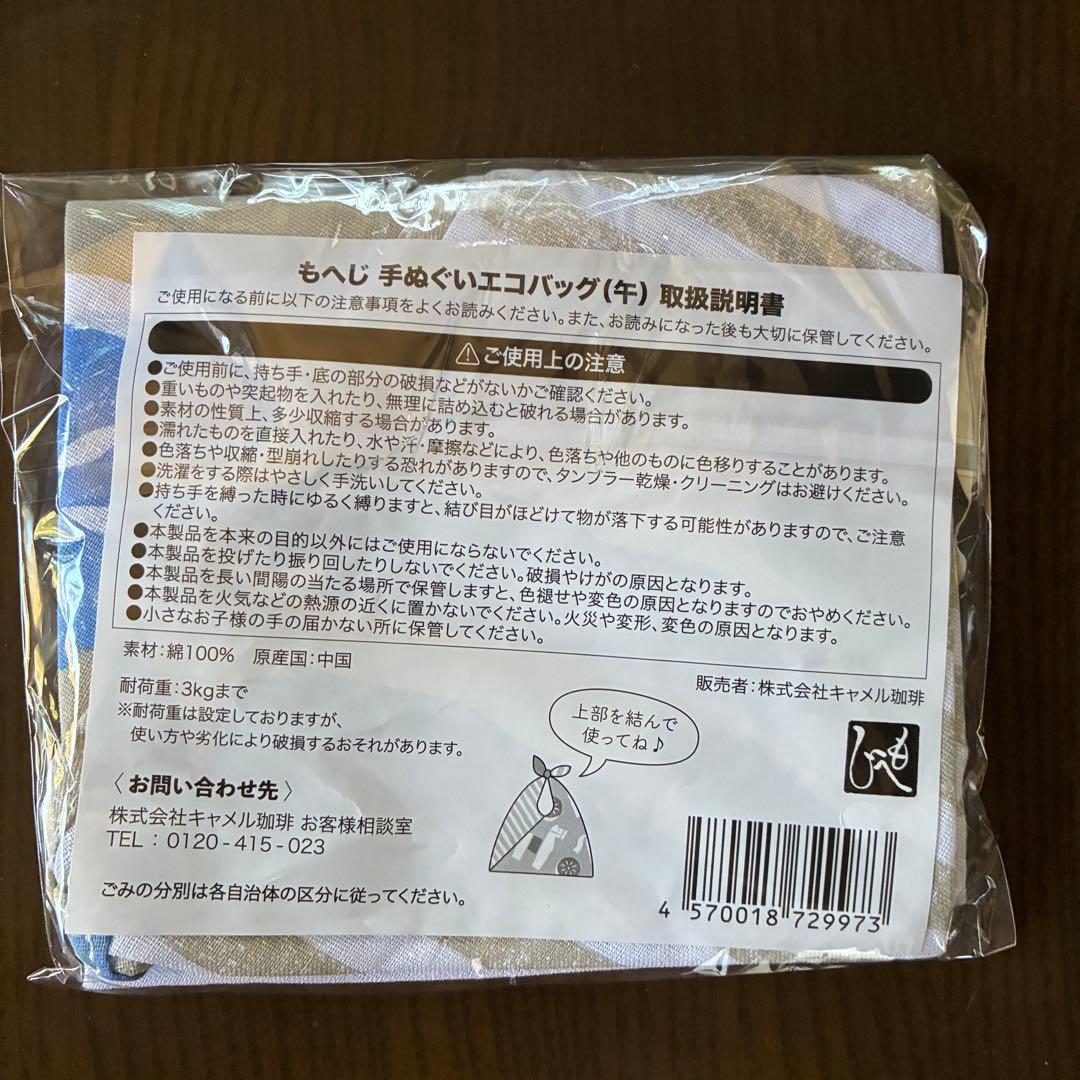 もへじ 手ぬぐいエコバッグ(午) 取扱説明書
ご使用になる前に以下の注意事項をよくお読みください。また、お読みになった後も大切に保管してください。
⚠ご使用上の注意
●ご使用前に、持ち手・底の部分の破損などがないかご確認ください。
●重いものや突起物を入れたり、無理に詰め込むと破れる場合があります。
●素材の性質上、多少収縮する場合があります。
●濡れたものを直接入れたり、水や汗・摩擦などにより、色落ちや他のものに色移りすることがあります。
●色落ちや収縮・型崩れしたりする恐れがありますので、タンブラー乾燥・クリーニングはお避けください。
●洗濯をする際はやさしく手洗いしてください。
●持ち手を縛った時にゆるく縛りますと、結び目がほどけて物が落下する可能性がありますので、ご注意
ください。
●本製品を本来の目的以外にはご使用にならないでください。
●本製品を投げたり振り回したりしないでください。破損やけがの原因となります。
●本製品を長い間陽の当たる場所で保管しますと、色褪せや変色の原因となりますのでおやめください。
●本製品を火気などの熱源の近くに置かないでください。火災や変形、変色の原因となります。
●小さなお子様の手の届かない所に保管してください。
素材:綿100% 原産国:中国
販売者:株式会社キャメル珈琲
耐荷重:3kgまで
※耐荷重は設定しておりますが、
使い方や劣化により破損するおそれがあります。
上部を結んで
使ってね♪
もへじ
〈お問い合わせ先〉
株式会社キャメル珈琲 お客様相談室
TEL : 0120-415-023
ごみの分別は各自治体の区分に従ってください。
4 570018 729973